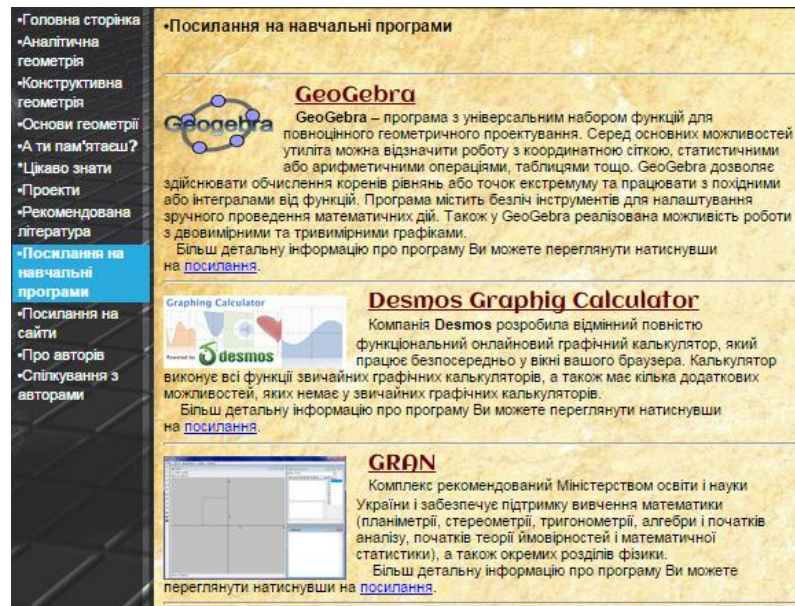 •Головна сторінка
•Аналітична
геометрія
•Конструктивна
геометрія
•Основи геометрії
•А ти пам'ятаєш?
*Цікаво знати
•Проекти
•Рекомендована
література
•Посилання на
навчальні
програми
•Посилання на
сайти
•Про авторів
•Спілкування з
авторами
•Посилання на навчальні програми
Geogebra
GeoGebra
GeoGebra – програма з універсальним набором функцій для
повноцінного геометричного проектування. Серед основних можливостей
утиліта можна відзначити роботу з координатною сіткою, статистичними
або арифметичними операціями, таблицями тощо. GeoGebra дозволяє
здійснювати обчислення коренів рівнянь або точок екстремуму та працювати з похідними
або інтегралами від функцій. Програма містить безліч інструментів для налаштування
зручного проведення математичних дій. Також у GeoGebra реалізована можливість роботи
з двовимірними та тривимірними графіками.
Більш детальну інформацію про програму Ви можете переглянути натиснувши
на посилання.
Graphing Calculator
Powered by desmos
Desmos Graphig Calculator
Компанія Desmos розробила відмінний повністю
функціональний онлайновий графічний калькулятор, який
працює безпосередньо у вікні вашого браузера. Калькулятор
виконує всі функції звичайних графічних калькуляторів, а також має кілька додаткових
можливостей, яких немає у звичайних графічних калькуляторів.
Більш детальну інформацію про програму Ви можете переглянути натиснувши
на посилання.
GRAN
Комплекс рекомендований Міністерством освіти і науки
України і забезпечує підтримку вивчення математики
(планіметрії, стереометрії, тригонометрії, алгебри і початків
аналізу, початків теорії ймовірностей і математичної
статистики), а також окремих розділів фізики.
Більш детальну інформацію про програму Ви можете
переглянути натиснувши на посилання.